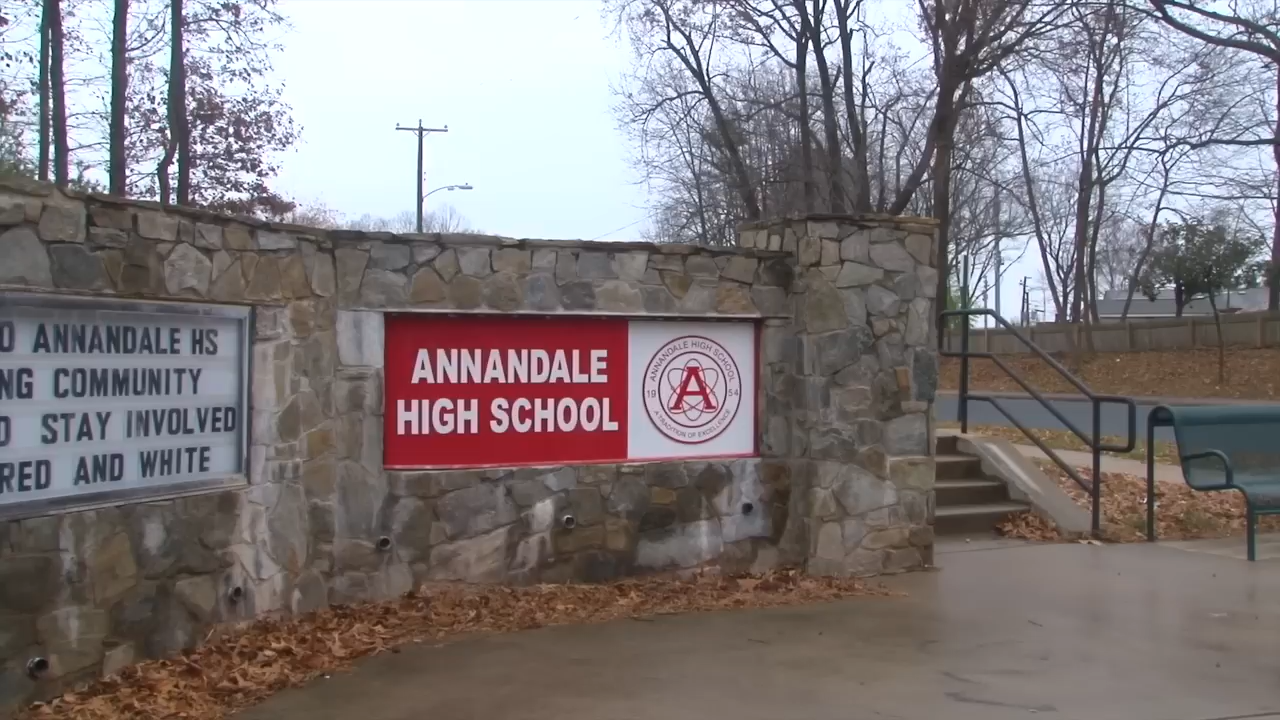 O ANNANDALE HS
NG COMMUNITY
D STAY INVOLVED
RED AND WHITE
ANNANDALE
HIGH SCHOOL
ANNANDALE HIGH SCHOOL
19 A 54
A TRADITION OF EXCELLENCE